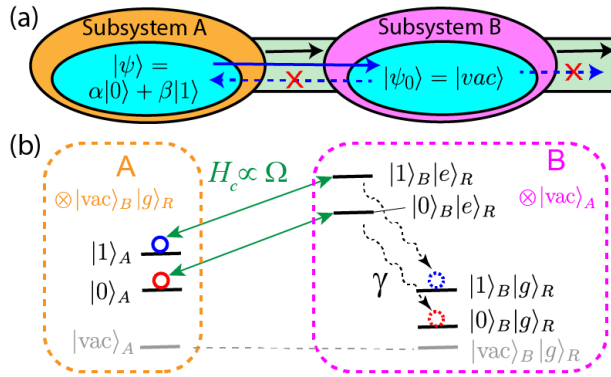 (a)
Subsystem A
Subsystem B
|ψ⟩ =
α|0⟩ + β|1⟩
|ψ₀⟩ = |vac⟩
X
X
(b)
A
⊗|vac⟩_B|g⟩_R
H_c ∝ Ω
B
|1⟩_B|e⟩_R
⊗|vac⟩_A
|0⟩_B|e⟩_R
|1⟩_A
|0⟩_A
γ
|1⟩_B|g⟩_R
|0⟩_B|g⟩_R
|vac⟩_A
|vac⟩_B|g⟩_R